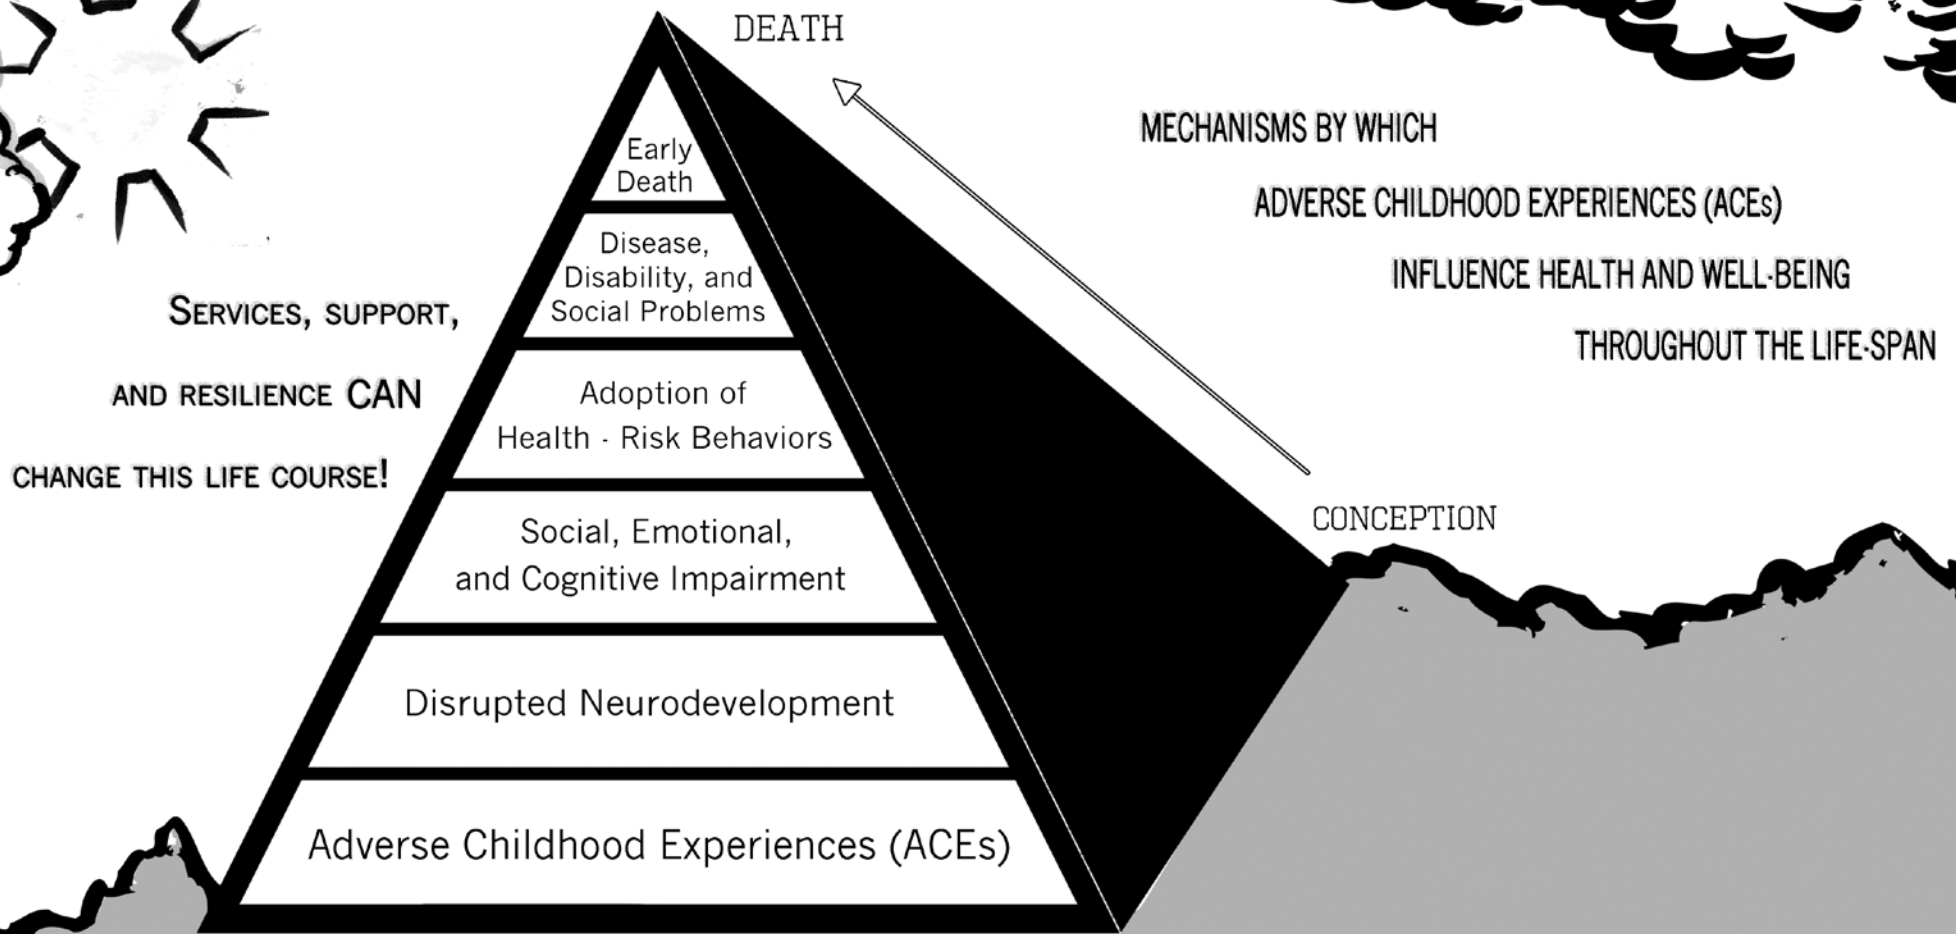 DEATH
MECHANISMS BY WHICH
ADVERSE CHILDHOOD EXPERIENCES (ACEs)
INFLUENCE HEALTH AND WELL-BEING
THROUGHOUT THE LIFE-SPAN
Early
Death
Disease,
Disability, and
Social Problems
SERVICES, SUPPORT,
AND RESILIENCE CAN
CHANGE THIS LIFE COURSE!
Adoption of
Health - Risk Behaviors
CONCEPTION
Social, Emotional,
and Cognitive Impairment
Disrupted Neurodevelopment
Adverse Childhood Experiences (ACEs)